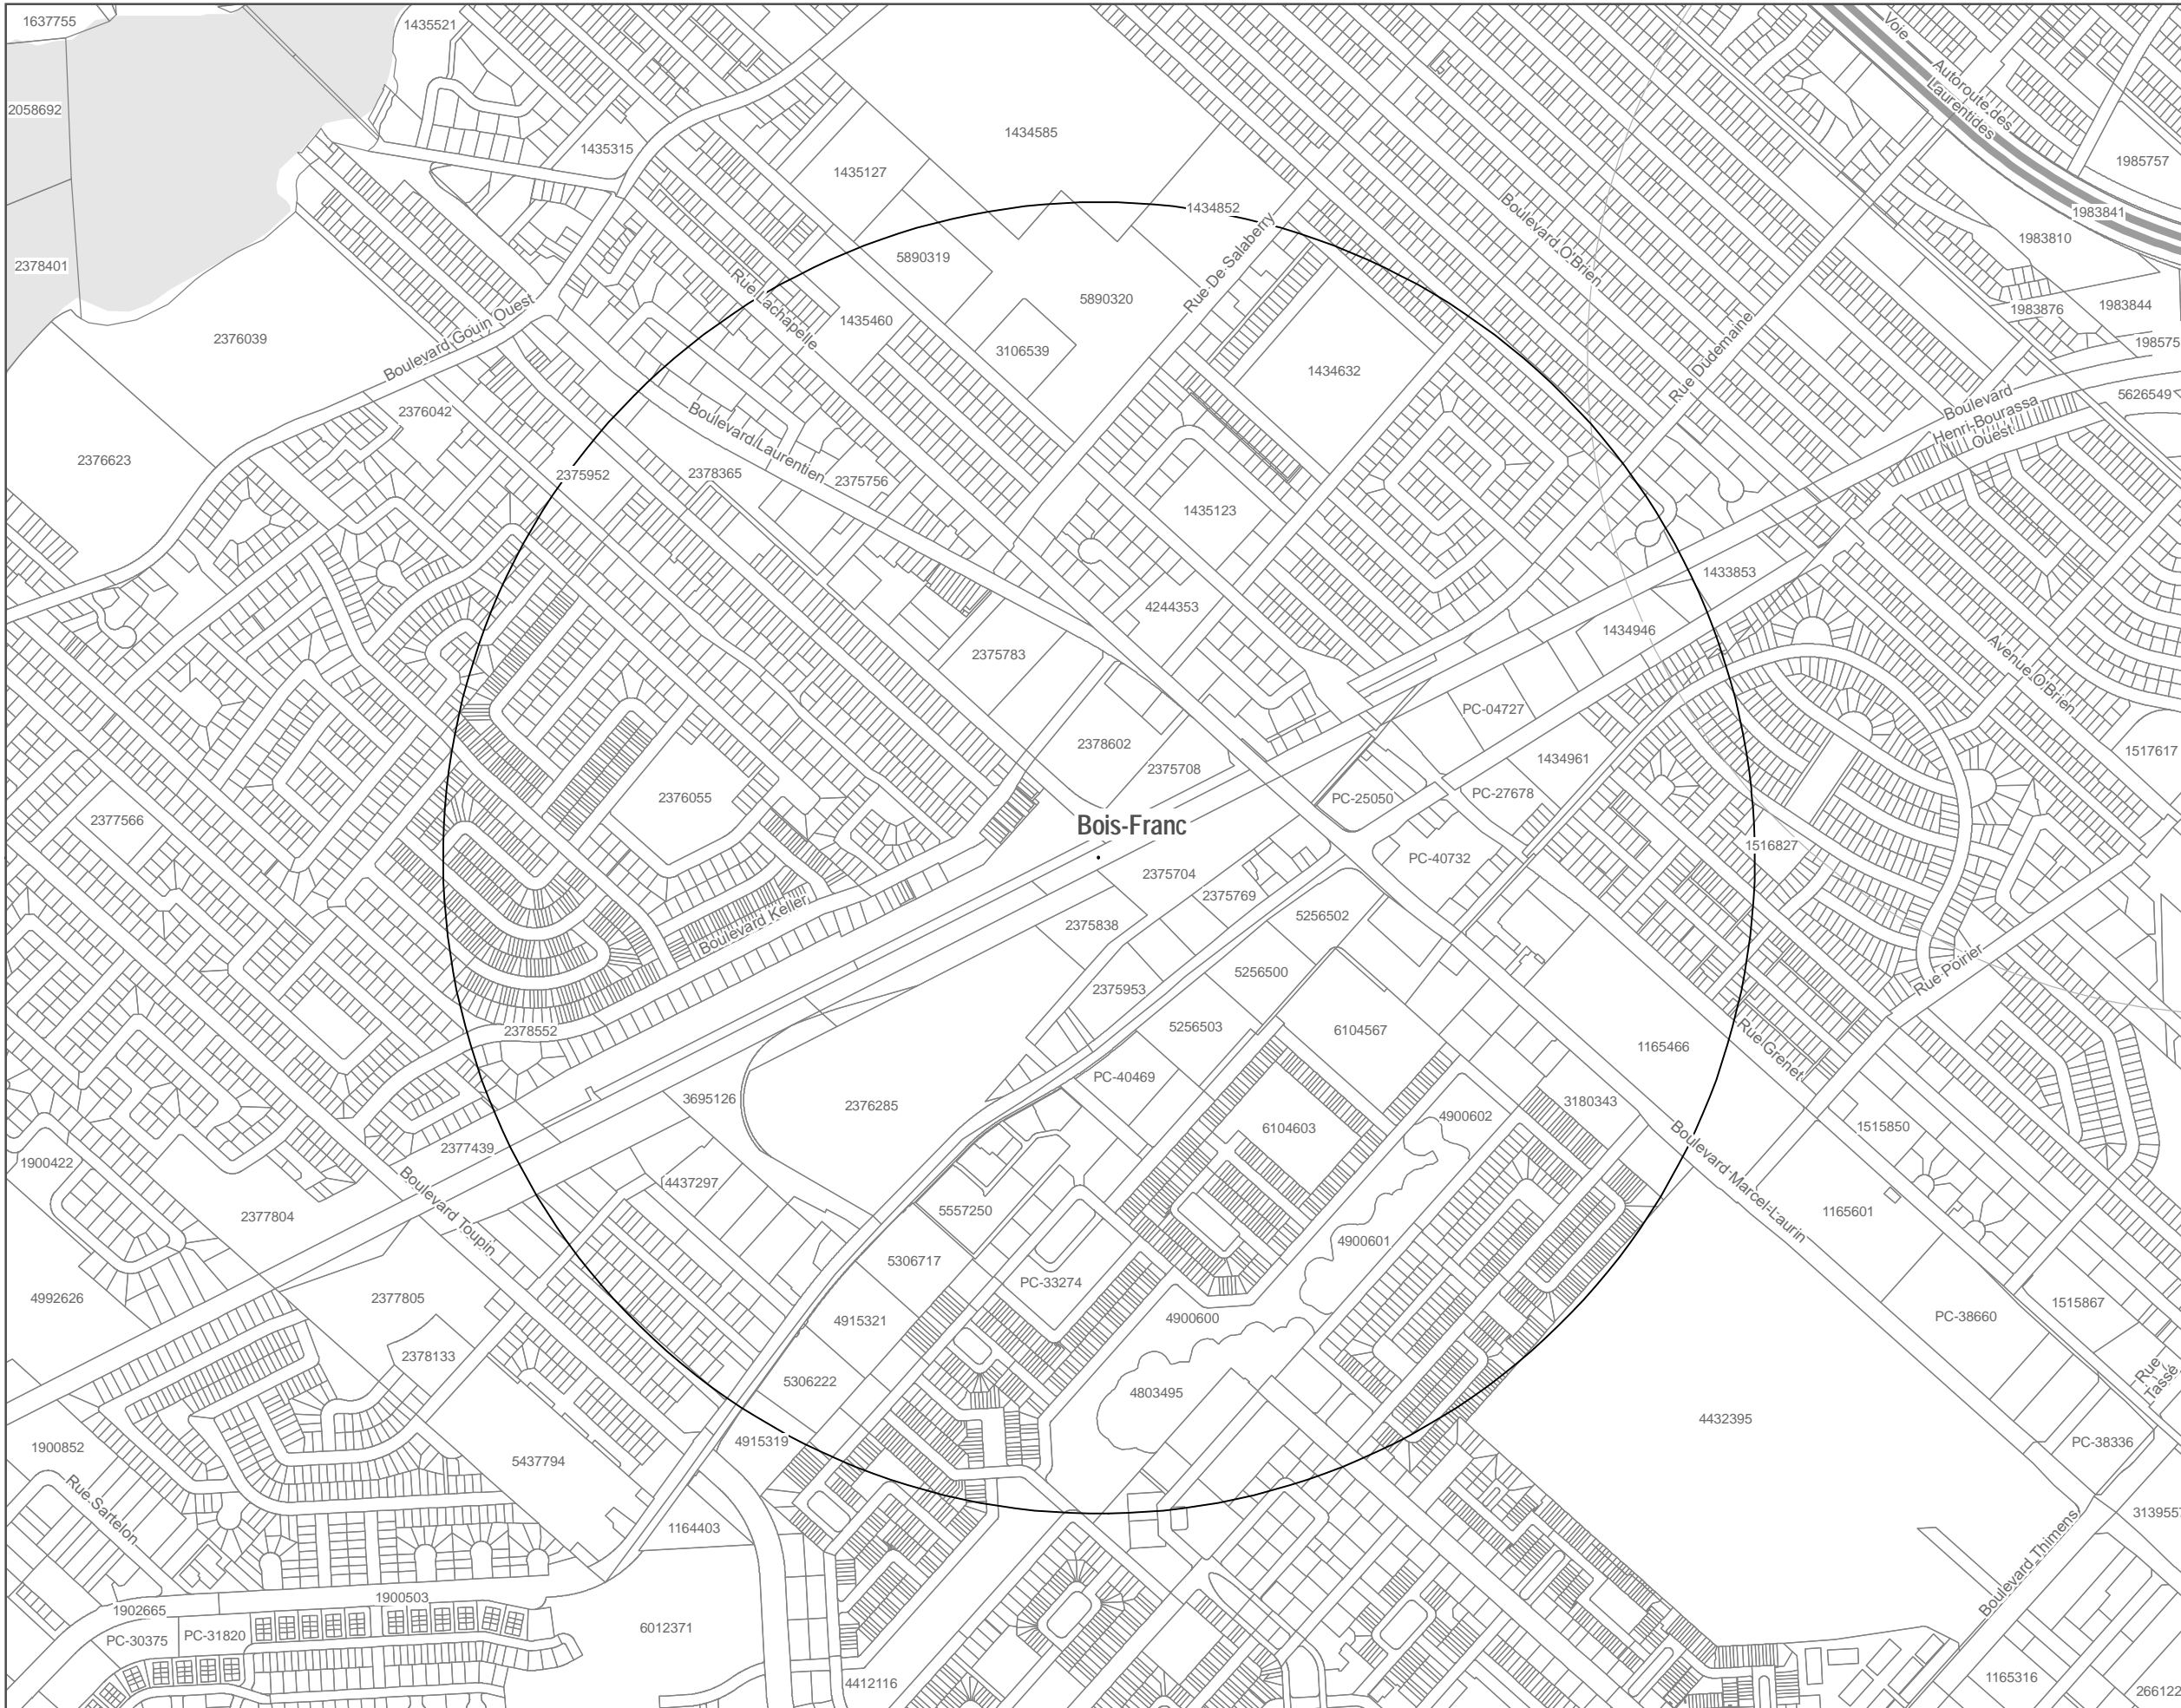 1637755
1435521
Voie
2058692
Autoroute des
Laurentides
1434585
1435315
1985757
1435127
1434852
1983841
Boulevard O'Brien
1983810
2378401
5890319
Rue De Salaberry
Rue Lachapelle
5890320
1983844
1983876
1435460
Boulevard Gouin Ouest
2376039
198575
3106539
Rue Dudemaine
1434632
5626549
Boulevard
Henri-Bourassa
Ouest
2376042
Boulevard Laurentien
2376623
2375952
2378365
2375756
1435123
1433853
4244353
1434946
2375783
Avenue O'Brien
PC-04727
2378602
1517617
1434961
2375708
2376055
PC-25050
PC-27678
2377566
Bois-Franc
1516827
PC-40732
2375704
2375769
Boulevard Keller
5256502
2375838
Rue Poirier
5256500
2375953
2378552
5256503
6104567
1165466
Rue Grenet
PC-40469
3695126
2376285
3180343
4900602
1515850
6104603
2377439
1900422
4437297
Boulevard Marcel-Laurin
Boulevard Toupin
5557250
2377804
1165601
4900601
5306717
PC-33274
4992626
2377805
1515867
PC-38660
4915321
4900600
2378133
Rue
Tassé
5306222
4803495
4432395
4915319
PC-38336
1900852
5437794
Rue Sartelon
3139557
1164403
Boulevard Thimens
1900503
1902665
6012371
PC-31820
PC-30375
1165316
4412116
266122